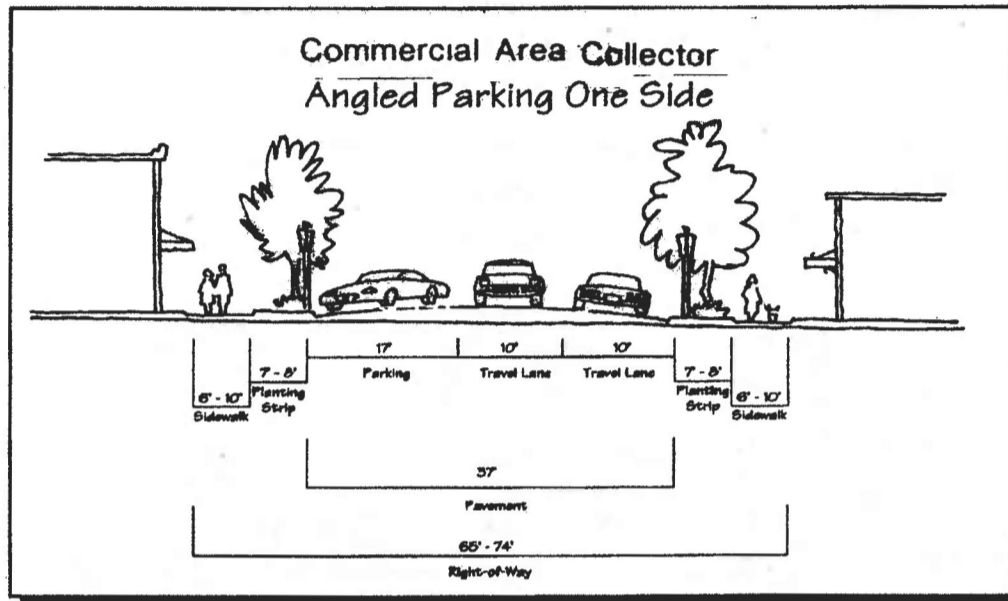 Commercial Area Collector
Angled Parking One Side
17'
10'
10'
Parking
Travel Lane
Travel Lane
7 - 8'
Planting
Strip
7 - 8'
Planting
Strip
6' - 10'
Sidewalk
6' - 10'
Sidewalk
37'
Pavement
65' - 74'
Right-of-Way